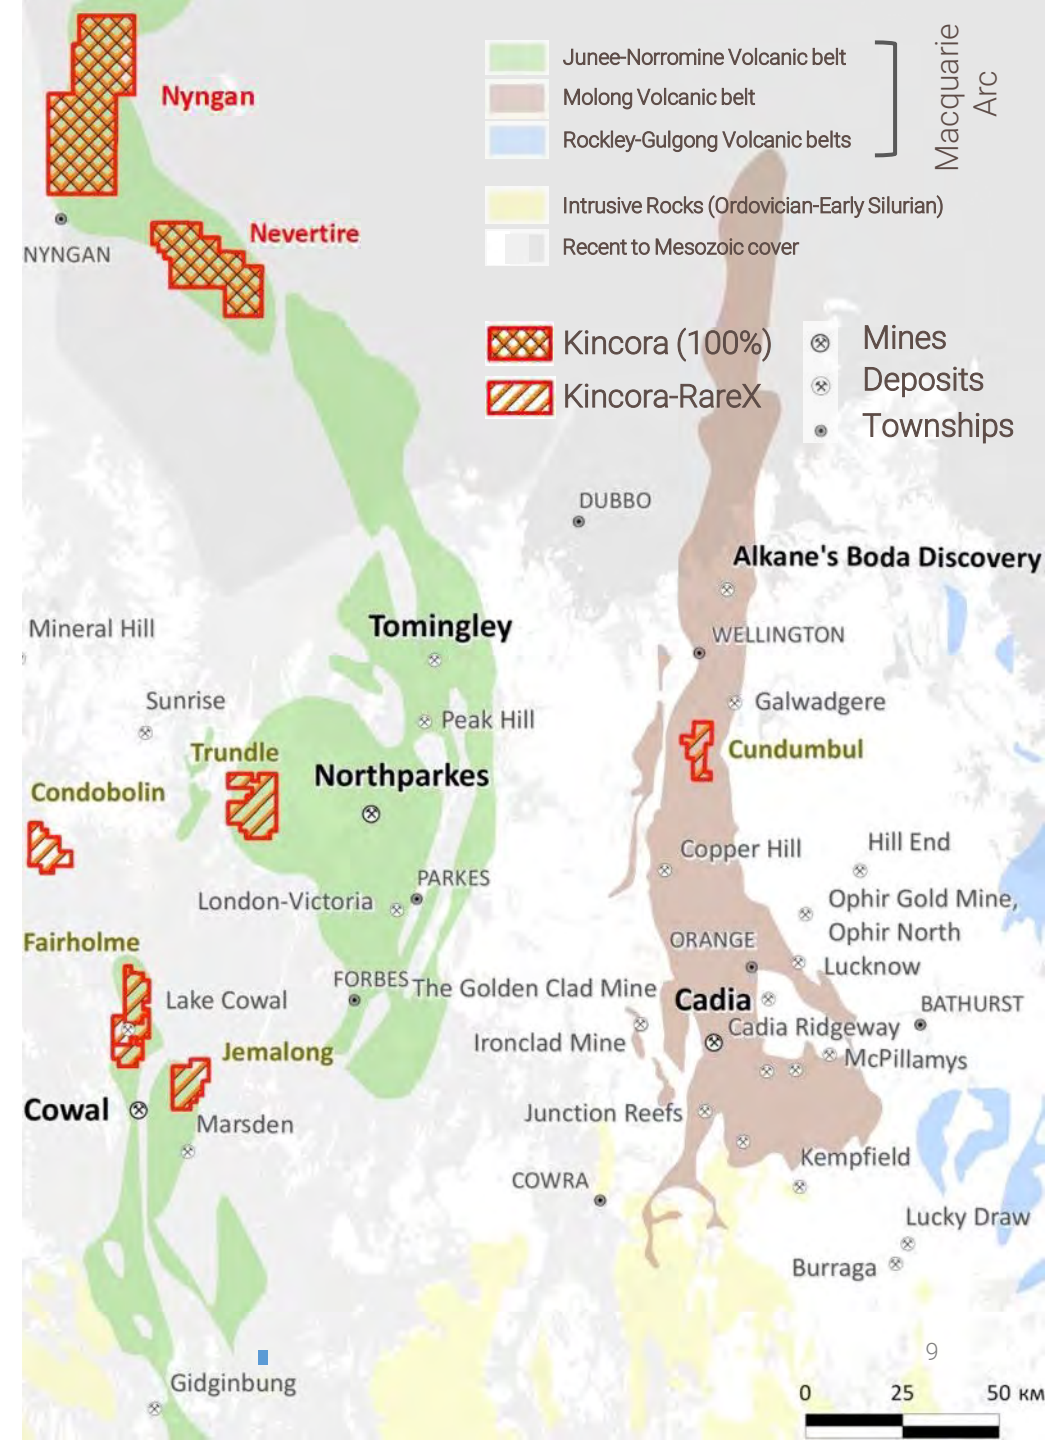 Junee-Norromine Volcanic belt
Molong Volcanic belt
Rockley-Gulgong Volcanic belts
Macquarie
Arc
Intrusive Rocks (Ordovician-Early Silurian)
Recent to Mesozoic cover
Kincora (100%)
Kincora-RareX
Mines
Deposits
Townships
Nyngan
NYNGAN
Nevertire
DUBBO
Alkane's Boda Discovery
Tomingley
Mineral Hill
WELLINGTON
Sunrise
Galwadgere
Peak Hill
Trundle
Cundumbul
Northparkes
Condobolin
Copper Hill
Hill End
PARKES
London-Victoria
Ophir Gold Mine,
Ophir North
Fairholme
ORANGE
Lucknow
FORBES
The Golden Clad Mine
Lake Cowal
Cadia
BATHURST
Cadia Ridgeway
Ironclad Mine
Jemalong
McPillamys
Cowal
Junction Reefs
Marsden
Kempfield
COWRA
Lucky Draw
Burraga
9
Gidginbung
0 25 50 KM